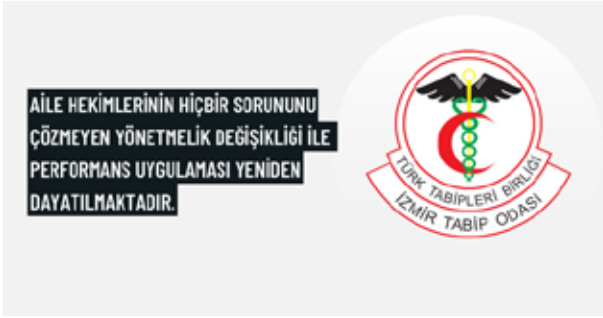 AİLE HEKİMLERİNİN HİÇBİR SORUNUNU
ÇÖZMEYEN YÖNETMELİK DEĞİŞİKLİĞİ İLE
PERFORMANS UYGULAMASI YENİDEN
DAYATILMAKTADIR.
TÜRK TABİPLERİ BİRLİĞİ
İZMİR TABİP ODASI